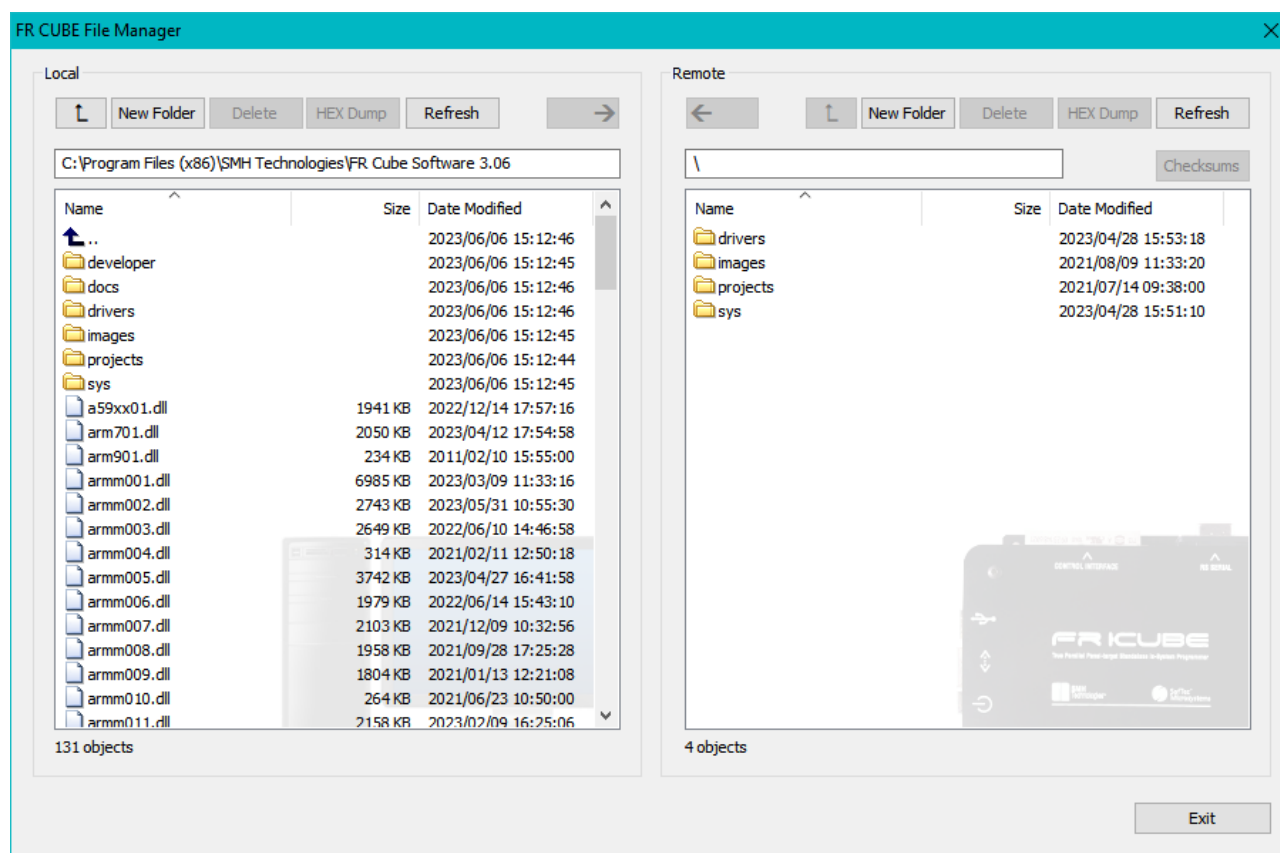 FR CUBE File Manager
Local
New Folder Delete HEX Dump Refresh
C:\Program Files (x86)\SMH Technologies\FR Cube Software 3.06
Name Size Date Modified
.. 2023/06/06 15:12:46
developer 2023/06/06 15:12:45
docs 2023/06/06 15:12:46
drivers 2023/06/06 15:12:46
images 2023/06/06 15:12:45
projects 2023/06/06 15:12:44
sys 2023/06/06 15:12:45
a59xx01.dll 1941 KB 2022/12/14 17:57:16
arm701.dll 2050 KB 2023/04/12 17:54:58
arm901.dll 234 KB 2011/02/10 15:55:00
armm001.dll 6985 KB 2023/03/09 11:33:16
armm002.dll 2743 KB 2023/05/31 10:55:30
armm003.dll 2649 KB 2022/06/10 14:46:58
armm004.dll 314 KB 2021/02/11 12:50:18
armm005.dll 3742 KB 2023/04/27 16:41:58
armm006.dll 1979 KB 2022/06/14 15:43:10
armm007.dll 2103 KB 2021/12/09 10:32:56
armm008.dll 1958 KB 2021/09/28 17:25:28
armm009.dll 1804 KB 2021/01/13 12:21:08
armm010.dll 264 KB 2021/06/23 10:50:00
armm011.dll 2158 KB 2023/02/09 16:25:06
131 objects
Remote
New Folder Delete HEX Dump Refresh
\ Checksums
Name Size Date Modified
drivers 2023/04/28 15:53:18
images 2021/08/09 11:33:20
projects 2021/07/14 09:38:00
sys 2023/04/28 15:51:10
CONTROL INTERFACE
FR CUBE
SMH Technologies
4 objects
Exit